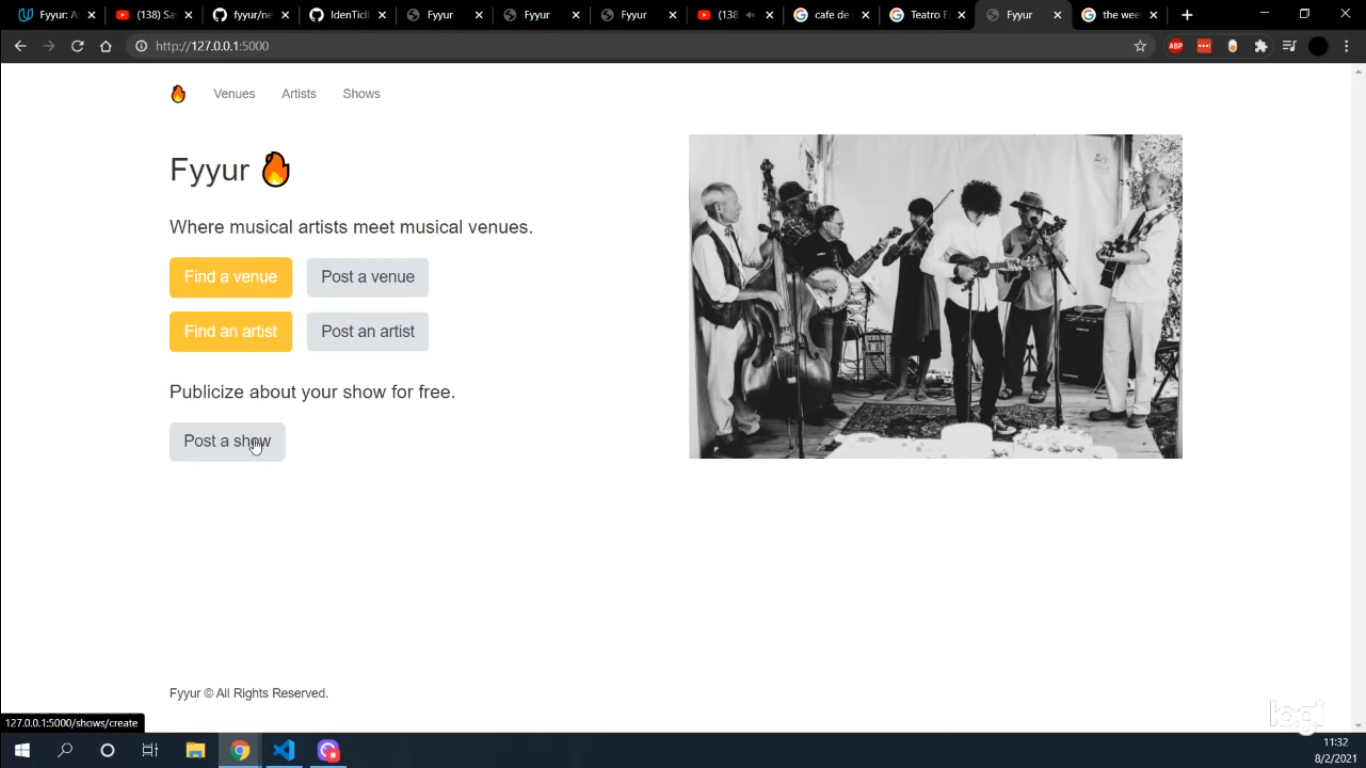 Fyyur: A
(138) Sa
fyyur/ne
IdenTicl
Fyyur
Fyyur
Fyyur
(138
cafe de
Teatro E
Fyyur
the wee
http://127.0.0.1:5000
ABP
Venues
Artists
Shows
Fyyur
Where musical artists meet musical venues.
Find a venue
Post a venue
Find an artist
Post an artist
Publicize about your show for free.
Post a show
Fyyur © All Rights Reserved.
127.0.0.1:5000/shows/create
logi
11:32
8/2/2021